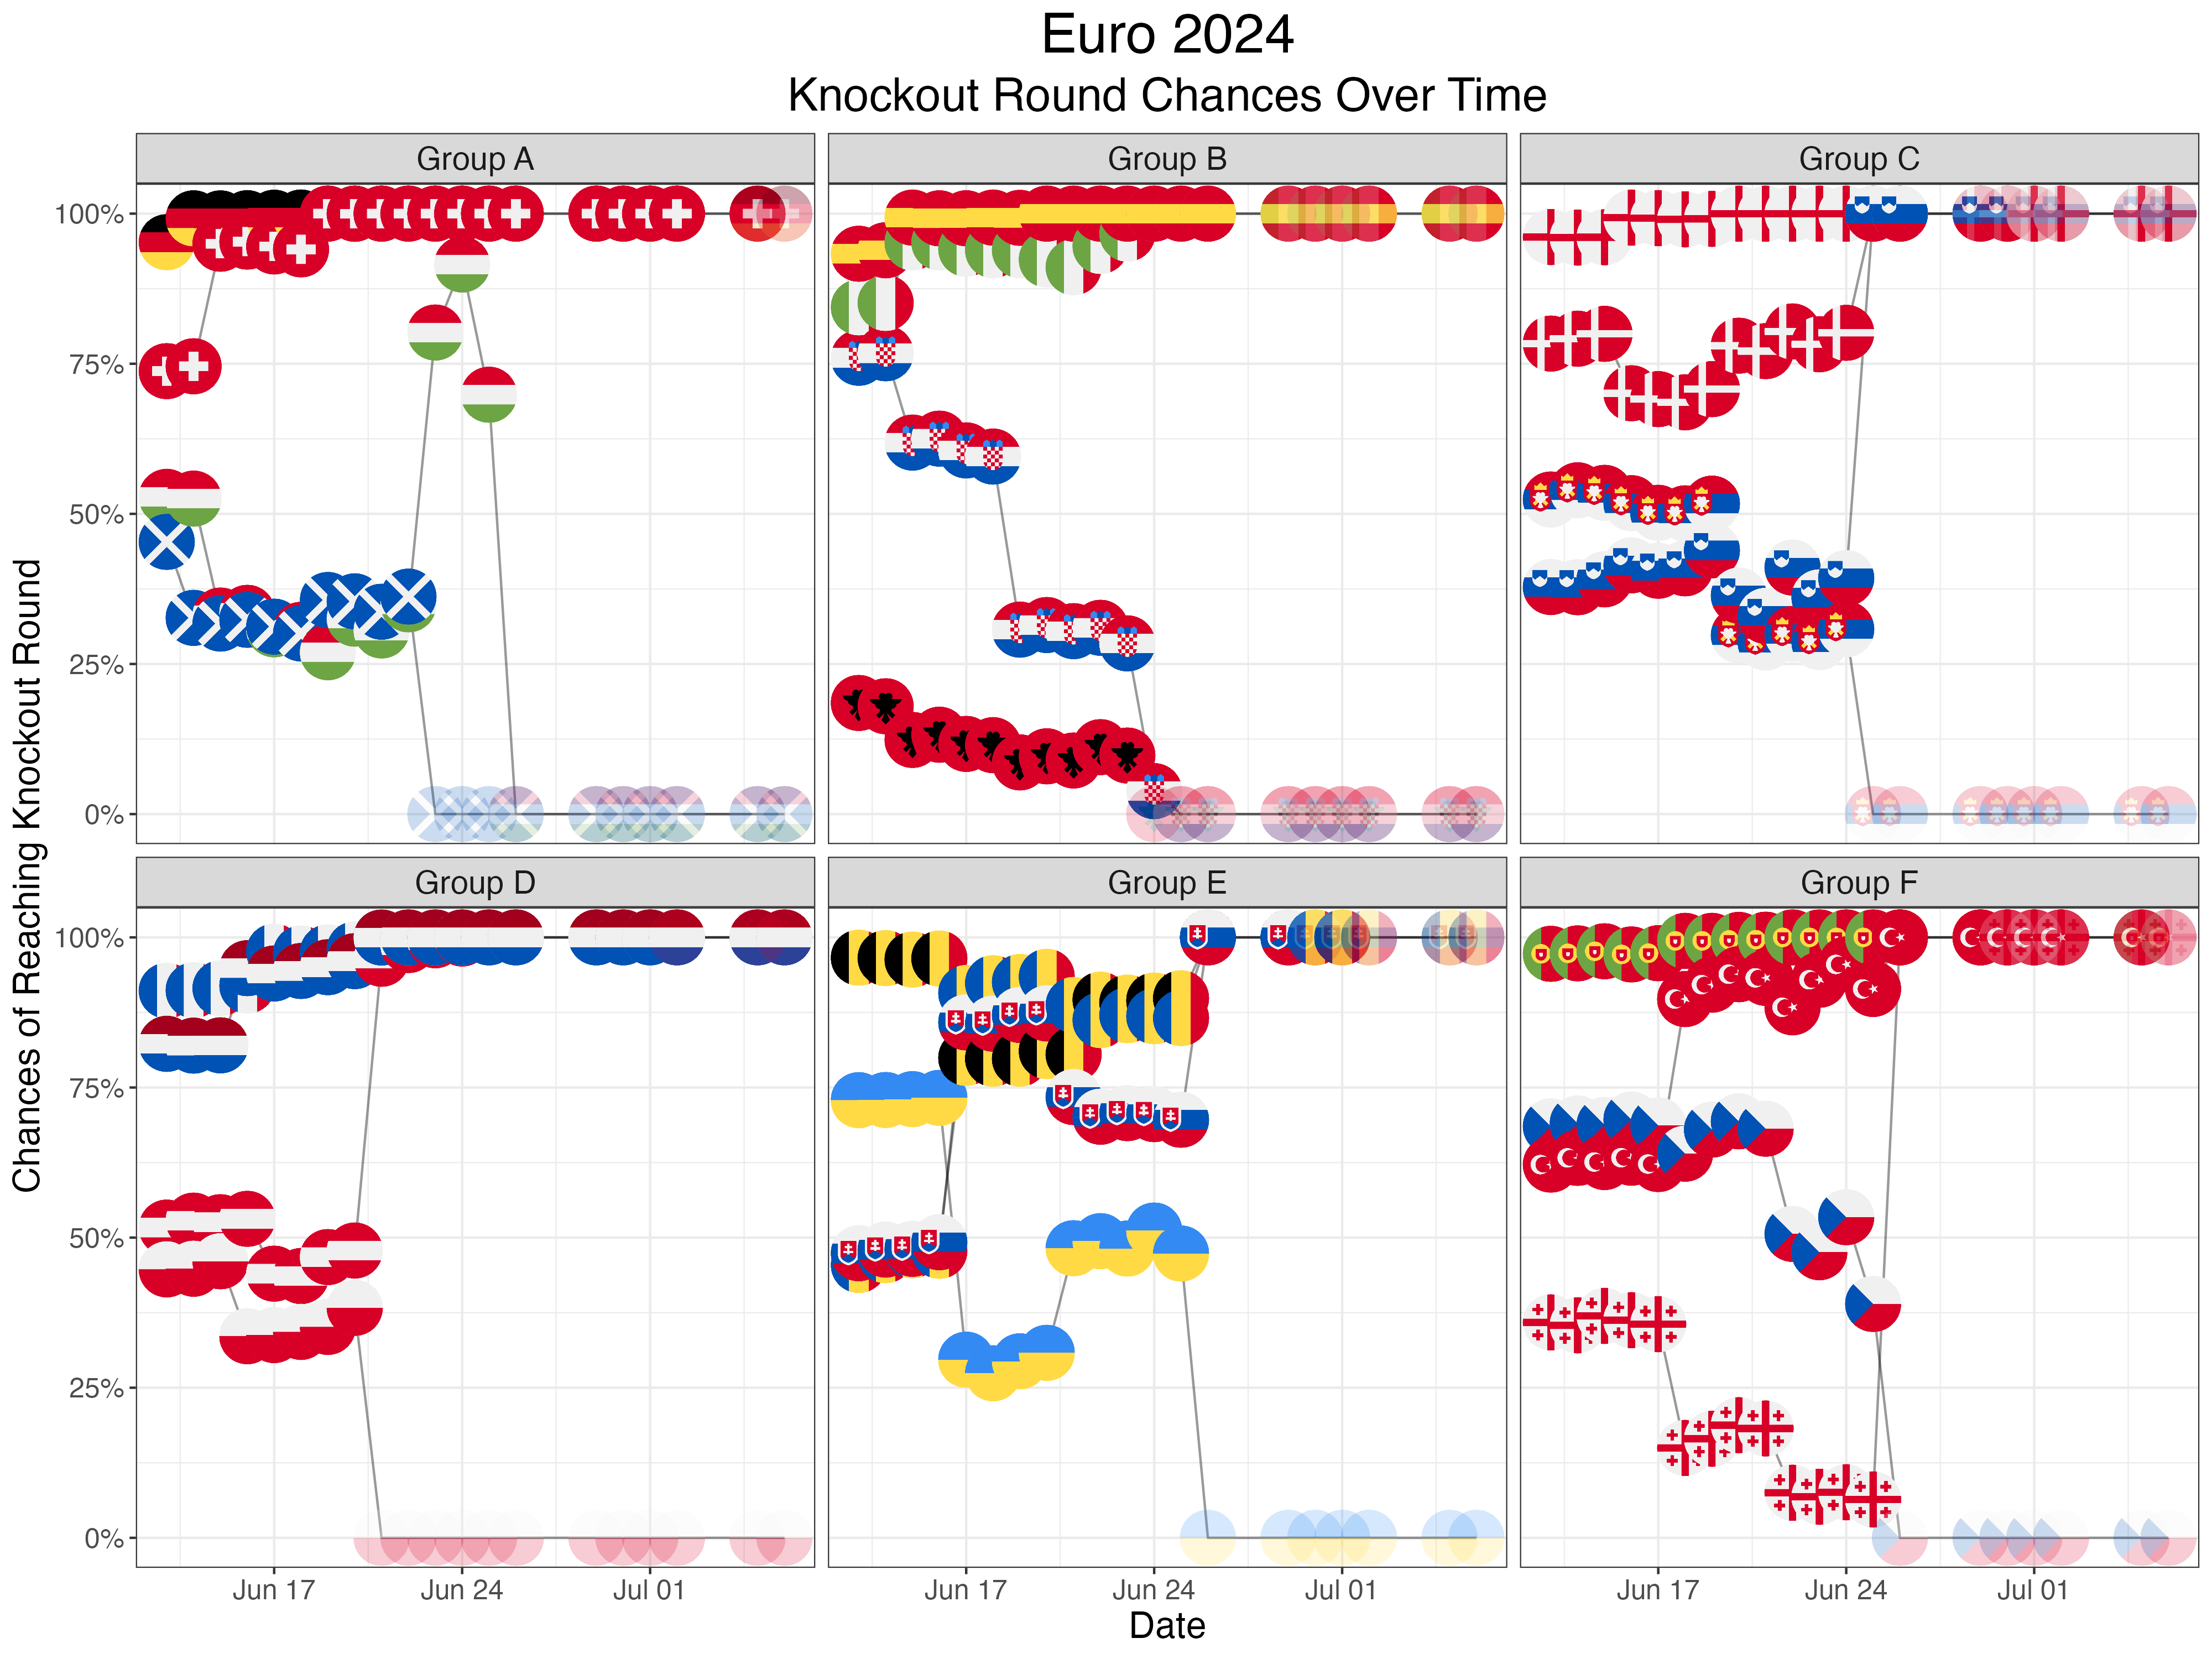 Euro 2024
Knockout Round Chances Over Time
Group A
Group B
Group C
100%
75%
50%
25%
0%
Chances of Reaching Knockout Round
Group D
Group E
Group F
100%
75%
50%
25%
0%
Jun 17
Jun 24
Jul 01
Jun 17
Jun 24
Jul 01
Jun 17
Jun 24
Jul 01
Date